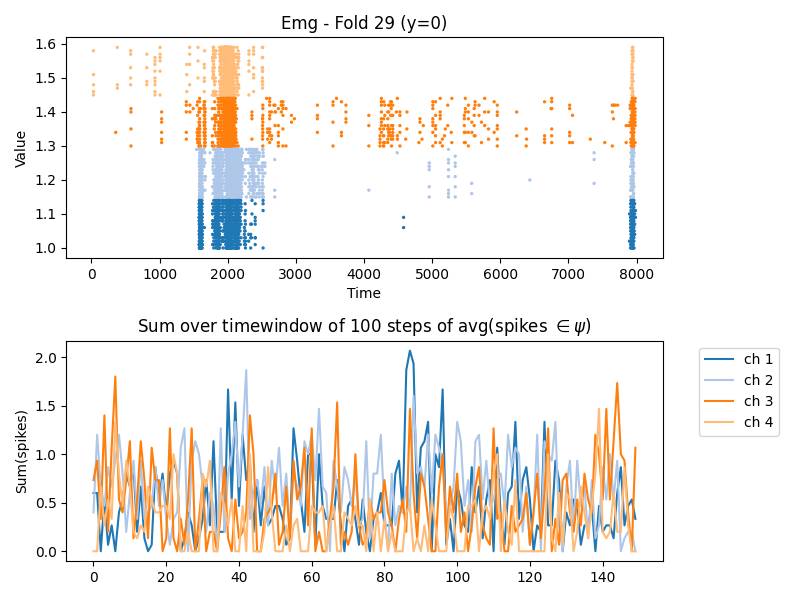 Emg - Fold 29 (y=0)
1.6
1.5
1.4
1.3
1.2
1.1
1.0
Value
0 1000 2000 3000 4000 5000 6000 7000 8000
Time
Sum over timewindow of 100 steps of avg(spikes ∈ψ)
2.0
1.5
1.0
0.5
0.0
Sum(spikes)
0 20 40 60 80 100 120 140
ch 1
ch 2
ch 3
ch 4